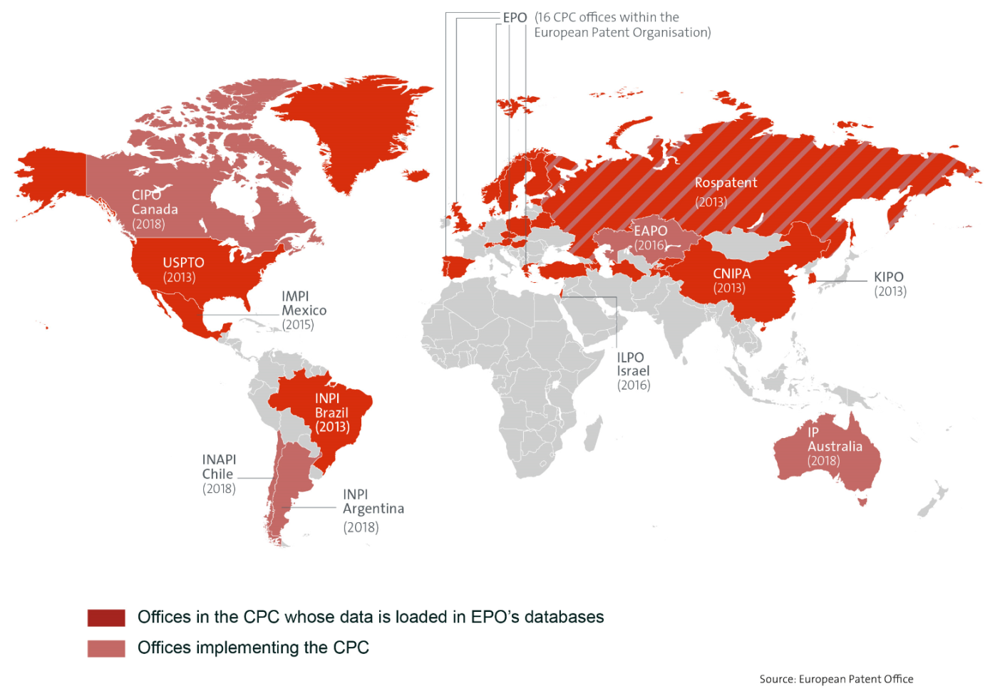 EPO (16 CPC offices within the
European Patent Organisation)
CIPO
Canada
(2018)
USPTO
(2013)
IMPI
Mexico
(2015)
INPI
Brazil
(2013)
INAPI
Chile
(2018)
INPI
Argentina
(2018)
Rospatent
(2013)
EAPO
(2016)
CNIPA
(2013)
KIPO
(2013)
ILPO
Israel
(2016)
IP
Australia
(2018)
Offices in the CPC whose data is loaded in EPO’s databases
Offices implementing the CPC
Source: European Patent Office